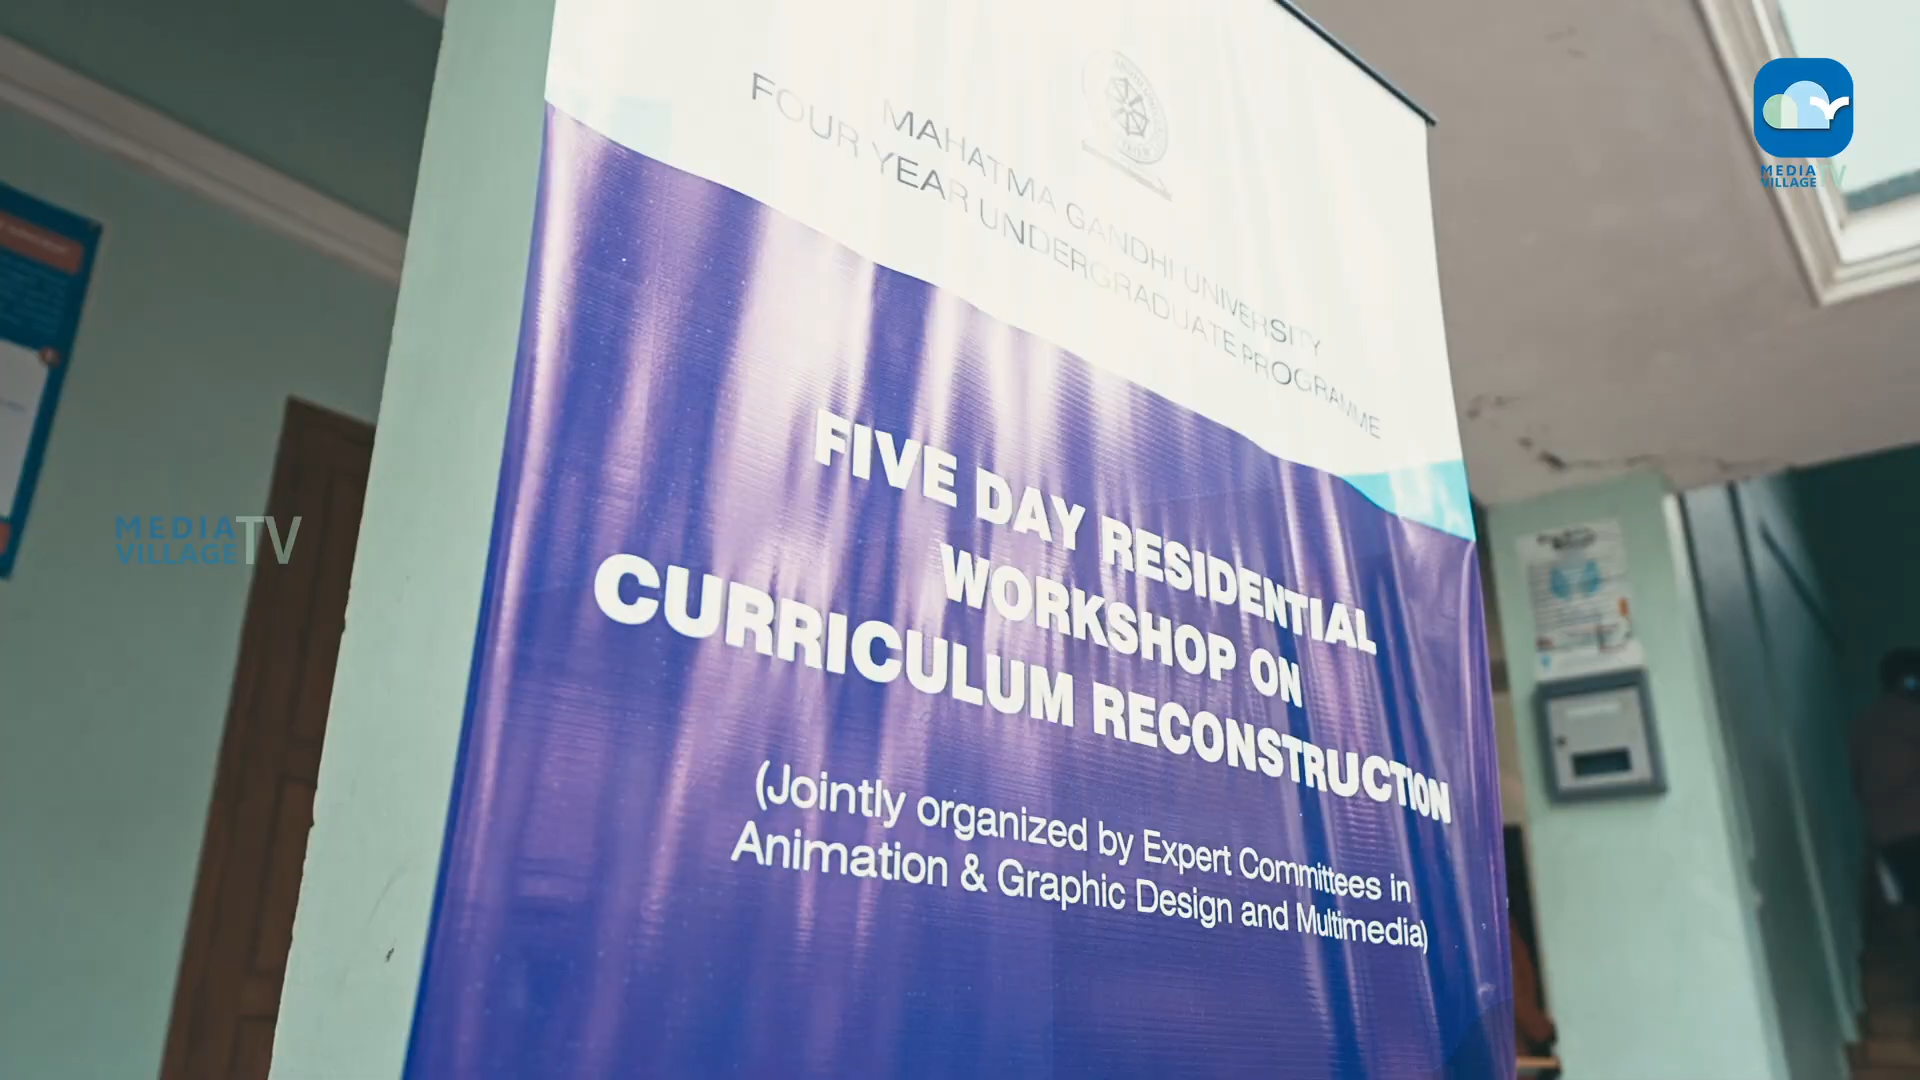 MAHATMA GANDHI UNIVERSITY
FOUR YEAR UNDERGRADUATE PROGRAMME
FIVE DAY RESIDENTIAL
WORKSHOP ON
CURRICULUM RECONSTRUCTION
(Jointly organized by Expert Committees in
Animation & Graphic Design and Multimedia)
MEDIA
VILLAGE TV
MEDIA
VILLAGE TV